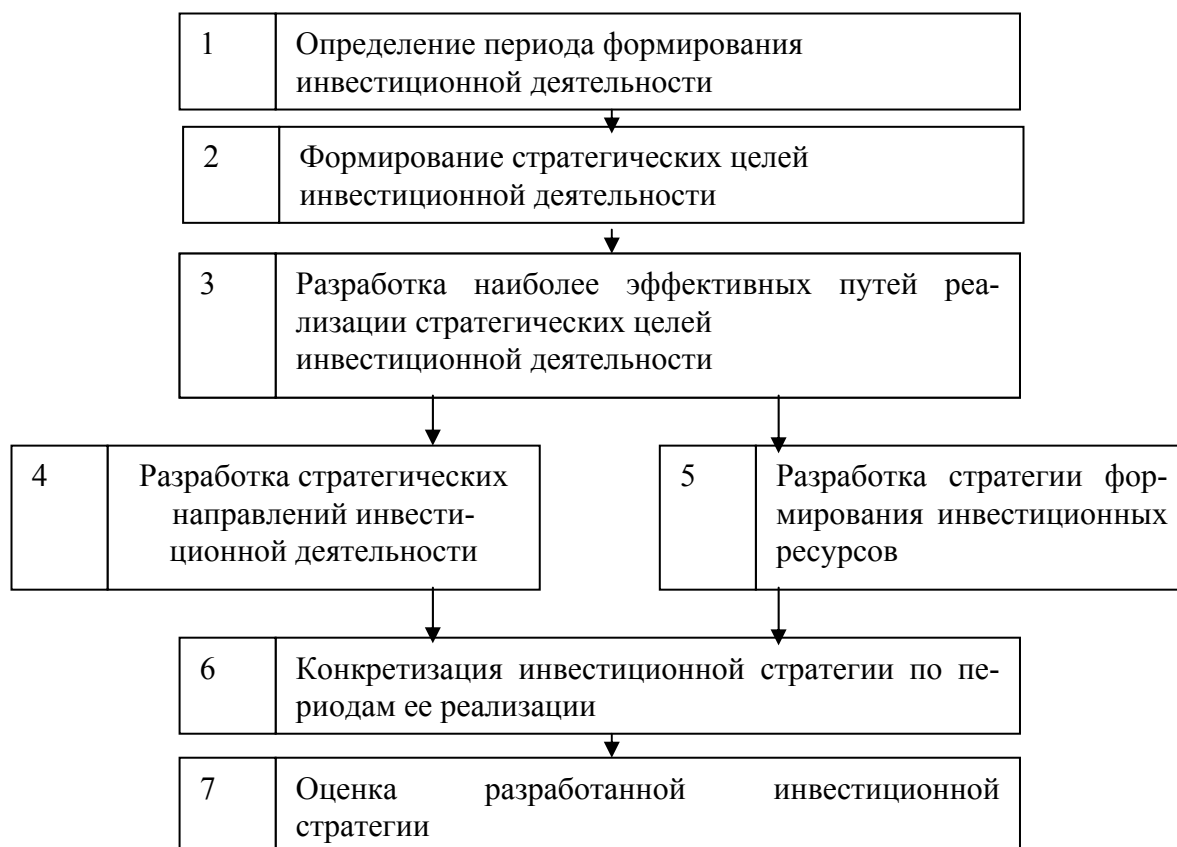 1 Определение периода формирования
инвестиционной деятельности
2 Формирование стратегических целей
инвестиционной деятельности
3 Разработка наиболее эффективных путей реа-
лизации стратегических целей
инвестиционной деятельности
4 Разработка стратегических
направлений инвести-
ционной деятельности
5 Разработка стратегии фор-
мирования инвестиционных
ресурсов
6 Конкретизация инвестиционной стратегии по пе-
риодам ее реализации
7 Оценка разработанной инвестиционной
стратегии